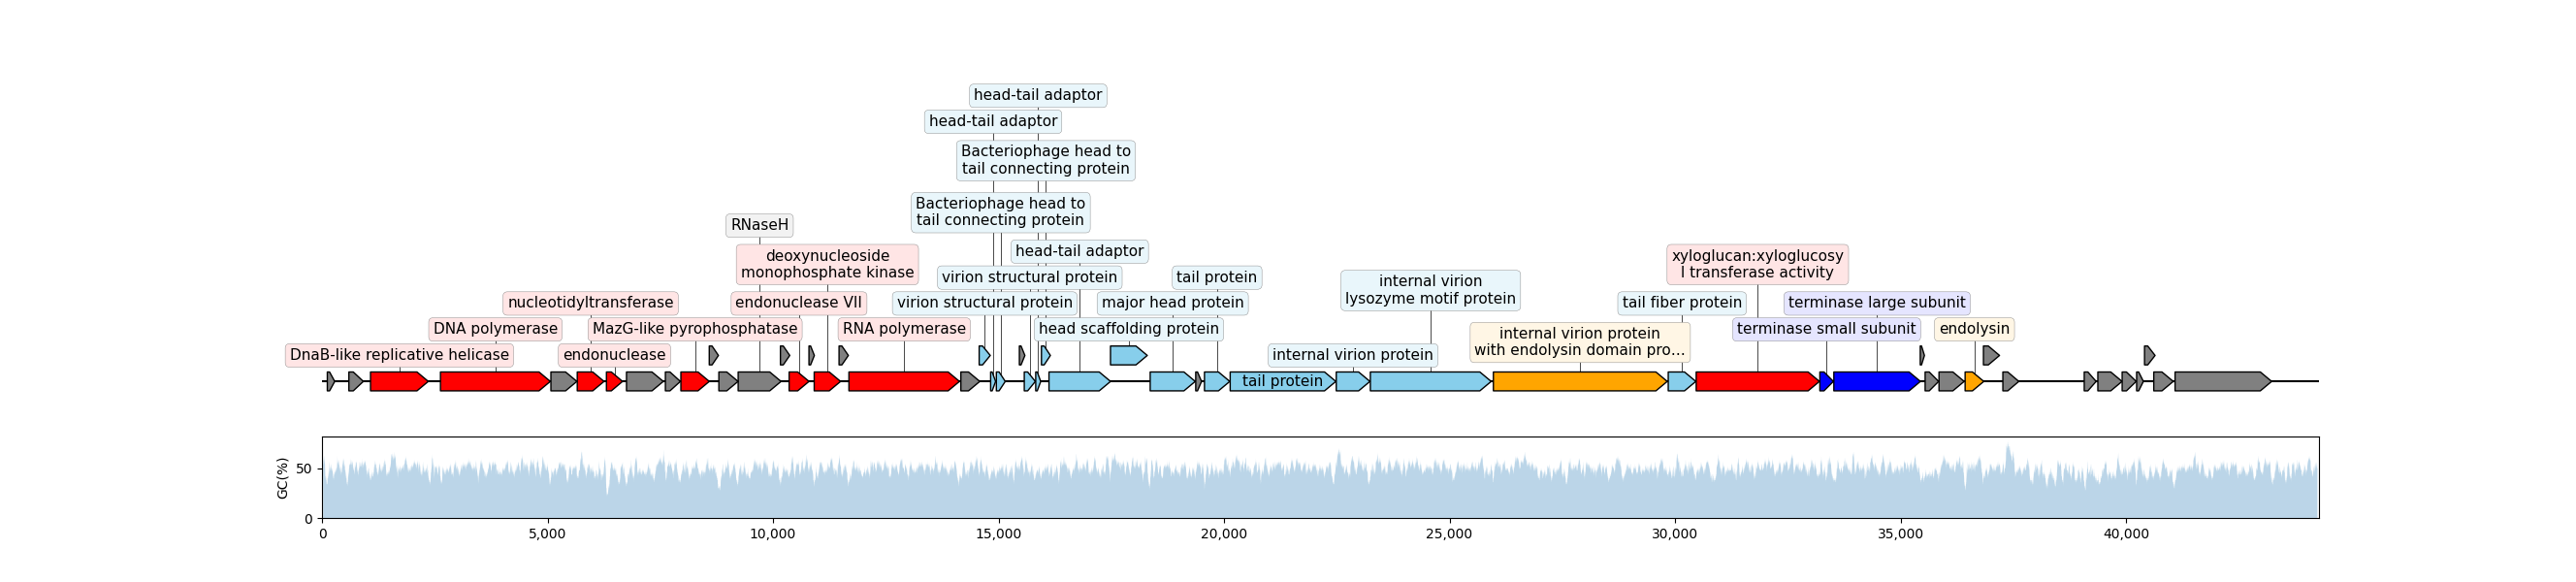 head-tail adaptor
head-tail adaptor
Bacteriophage head to
tail connecting protein
Bacteriophage head to
tail connecting protein
RNaseH
head-tail adaptor
deoxynucleoside
monophosphate kinase
xyloglucan:xyloglucosy
l transferase activity
virion structural protein
tail protein
internal virion
lysozyme motif protein
nucleotidyltransferase
endonuclease VII
virion structural protein
major head protein
tail fiber protein
terminase large subunit
DNA polymerase
MazG-like pyrophosphatase
RNA polymerase
head scaffolding protein
internal virion protein
with endolysin domain pro...
terminase small subunit
endolysin
DnaB-like replicative helicase
endonuclease
internal virion protein
tail protein
GC(%)
50
0
0 5,000 10,000 15,000 20,000 25,000 30,000 35,000 40,000